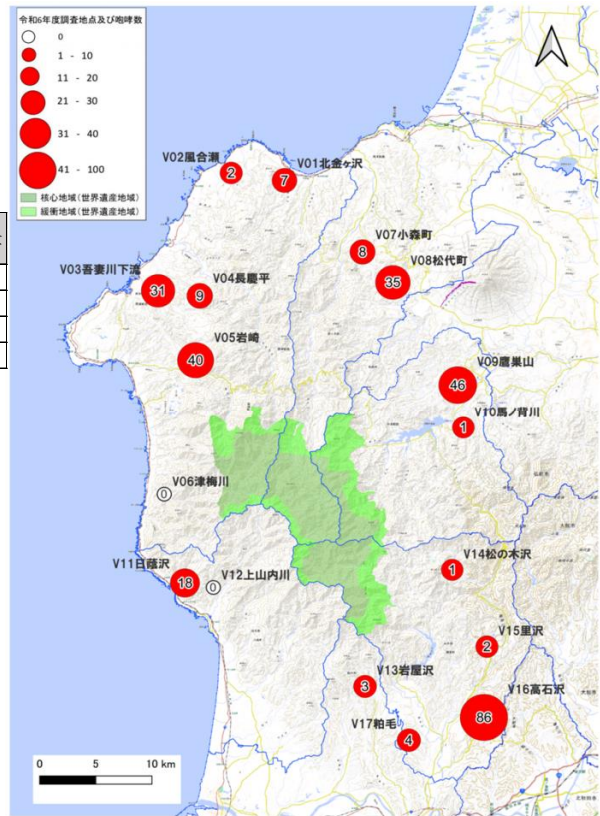 令和6年度調査地点及び咆哮数
0
1 - 10
11 - 20
21 - 30
31 - 40
41 - 100
核心地域(世界遺産地域)
緩衝地域(世界遺産地域)
V02風合瀬
2
V01北金ヶ沢
7
V07小森町
8
V08松代町
35
V03吾妻川下流
31
V04長慶平
9
V05岩崎
40
V09鷹巣山
46
V10馬ノ背川
1
V06津梅川
0
V11日蔭沢
18
V12上山内川
0
V14松の木沢
1
V15里沢
2
V13岩屋沢
3
V16高石沢
86
V17粕毛
4
0 5 10 km